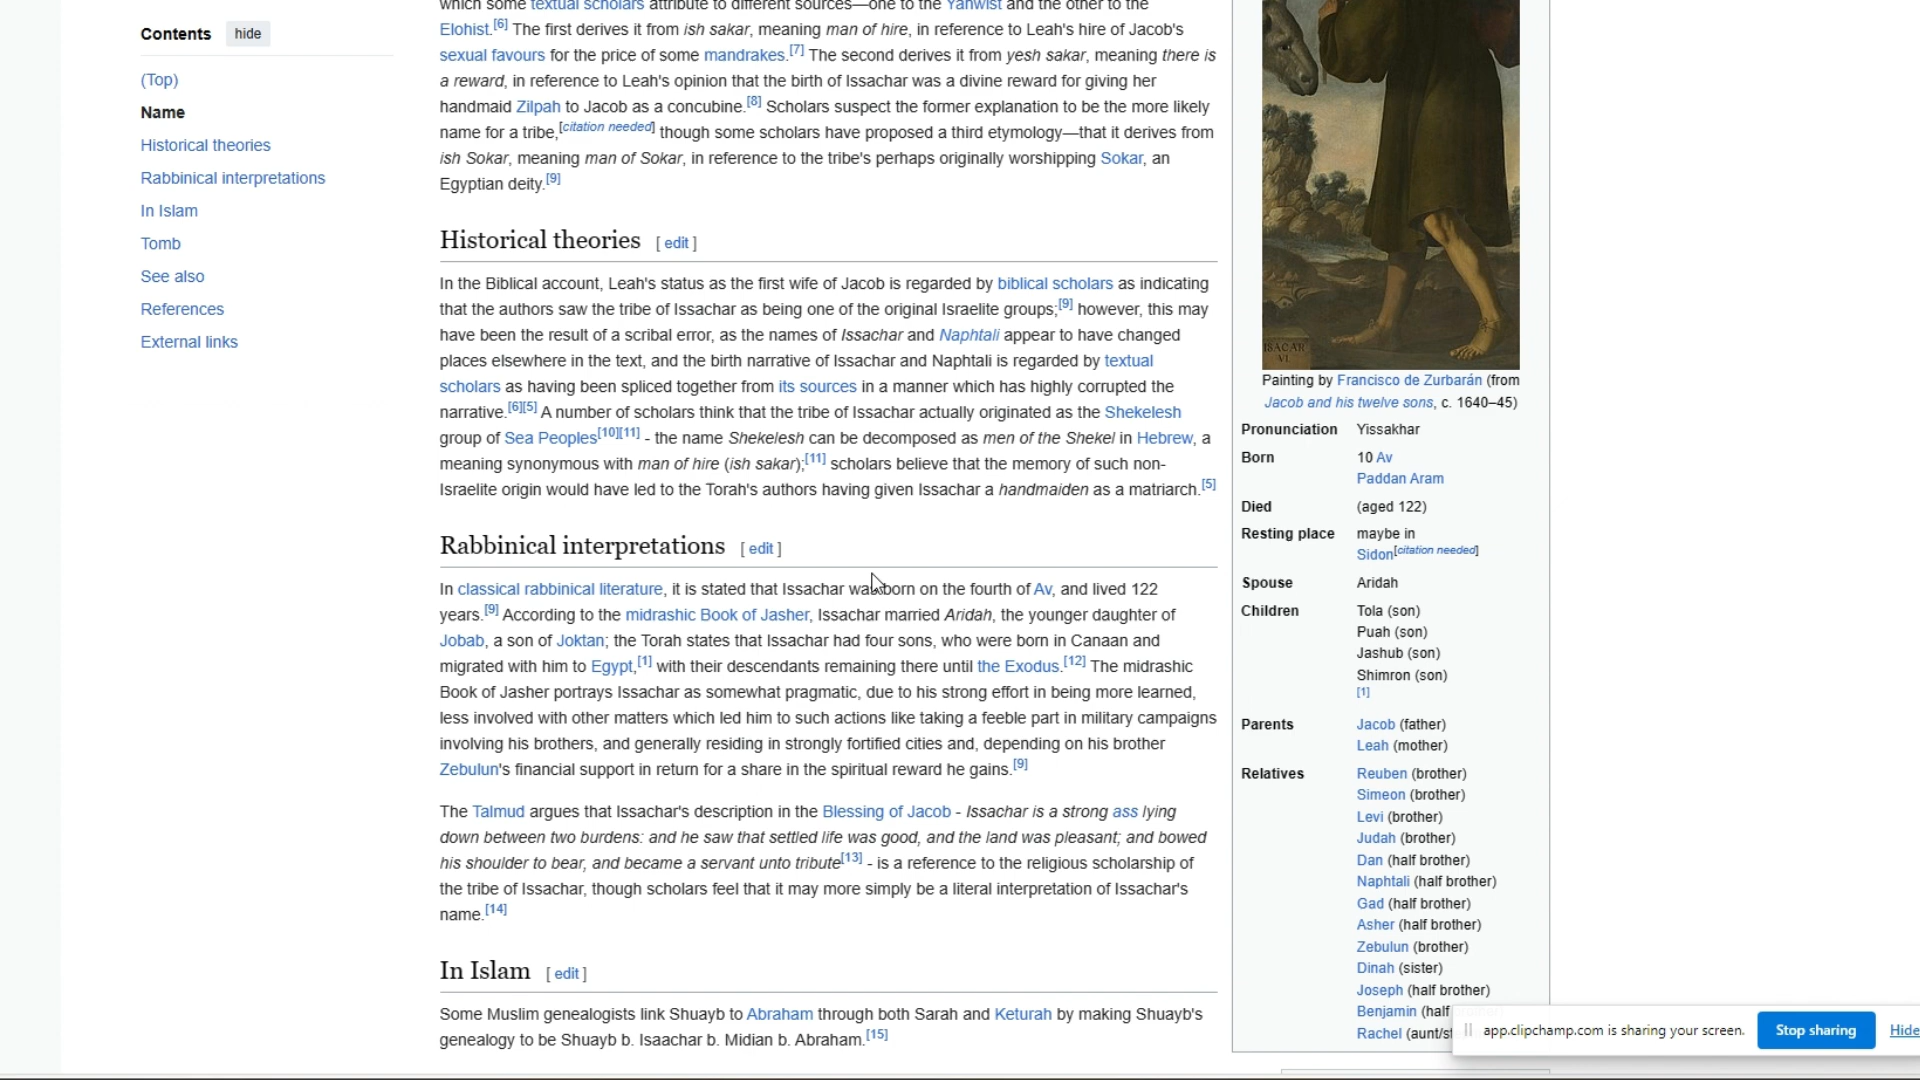 Contents hide
(Top)
Name
Historical theories
Rabbinical interpretations
In Islam
Tomb
See also
References
External links
which some textual scholars attribute to different sources—one to the Yahwist and the other to the
Elohist.[6] The first derives it from ish sakar, meaning man of hire, in reference to Leah's hire of Jacob's
sexual favours for the price of some mandrakes.[7] The second derives it from yesh sakar, meaning there is
a reward, in reference to Leah's opinion that the birth of Issachar was a divine reward for giving her
handmaid Zilpah to Jacob as a concubine.[8] Scholars suspect the former explanation to be the more likely
name for a tribe,[citation needed] though some scholars have proposed a third etymology—that it derives from
ish Sokar, meaning man of Sokar, in reference to the tribe's perhaps originally worshipping Sokar, an
Egyptian deity.[9]
Historical theories [ edit ]
In the Biblical account, Leah's status as the first wife of Jacob is regarded by biblical scholars as indicating
that the authors saw the tribe of Issachar as being one of the original Israelite groups;[9] however, this may
have been the result of a scribal error, as the names of Issachar and Naphtali appear to have changed
places elsewhere in the text, and the birth narrative of Issachar and Naphtali is regarded by textual
scholars as having been spliced together from its sources in a manner which has highly corrupted the
narrative.[6][5] A number of scholars think that the tribe of Issachar actually originated as the Shekelesh
group of Sea Peoples[10][11] - the name Shekelesh can be decomposed as men of the Shekel in Hebrew, a
meaning synonymous with man of hire (ish sakar);[11] scholars believe that the memory of such non-
Israelite origin would have led to the Torah's authors having given Issachar a handmaiden as a matriarch.[5]
Rabbinical interpretations [ edit ]
In classical rabbinical literature, it is stated that Issachar was born on the fourth of Av, and lived 122
years.[9] According to the midrashic Book of Jasher, Issachar married Aridah, the younger daughter of
Jobab, a son of Joktan; the Torah states that Issachar had four sons, who were born in Canaan and
migrated with him to Egypt,[1] with their descendants remaining there until the Exodus.[12] The midrashic
Book of Jasher portrays Issachar as somewhat pragmatic, due to his strong effort in being more learned,
less involved with other matters which led him to such actions like taking a feeble part in military campaigns
involving his brothers, and generally residing in strongly fortified cities and, depending on his brother
Zebulun's financial support in return for a share in the spiritual reward he gains.[9]
The Talmud argues that Issachar's description in the Blessing of Jacob - Issachar is a strong ass lying
down between two burdens: and he saw that settled life was good, and the land was pleasant; and bowed
his shoulder to bear, and became a servant unto tribute[13] - is a reference to the religious scholarship of
the tribe of Issachar, though scholars feel that it may more simply be a literal interpretation of Issachar's
name.[14]
In Islam [ edit ]
Some Muslim genealogists link Shuayb to Abraham through both Sarah and Keturah by making Shuayb's
genealogy to be Shuayb b. Isaachar b. Midian b. Abraham.[15]
ISACAR
VI.
Painting by Francisco de Zurbarán (from
Jacob and his twelve sons, c. 1640–45)
Pronunciation Yissakhar
Born 10 Av
Paddan Aram
Died (aged 122)
Resting place maybe in
Sidon[citation needed]
Spouse Aridah
Children Tola (son)
Puah (son)
Jashub (son)
Shimron (son)
[1]
Parents Jacob (father)
Leah (mother)
Relatives Reuben (brother)
Simeon (brother)
Levi (brother)
Judah (brother)
Dan (half brother)
Naphtali (half brother)
Gad (half brother)
Asher (half brother)
Zebulun (brother)
Dinah (sister)
Joseph (half brother)
Benjamin (half
Rachel (aunt/
app.clipchamp.com is sharing your screen. Stop sharing Hide